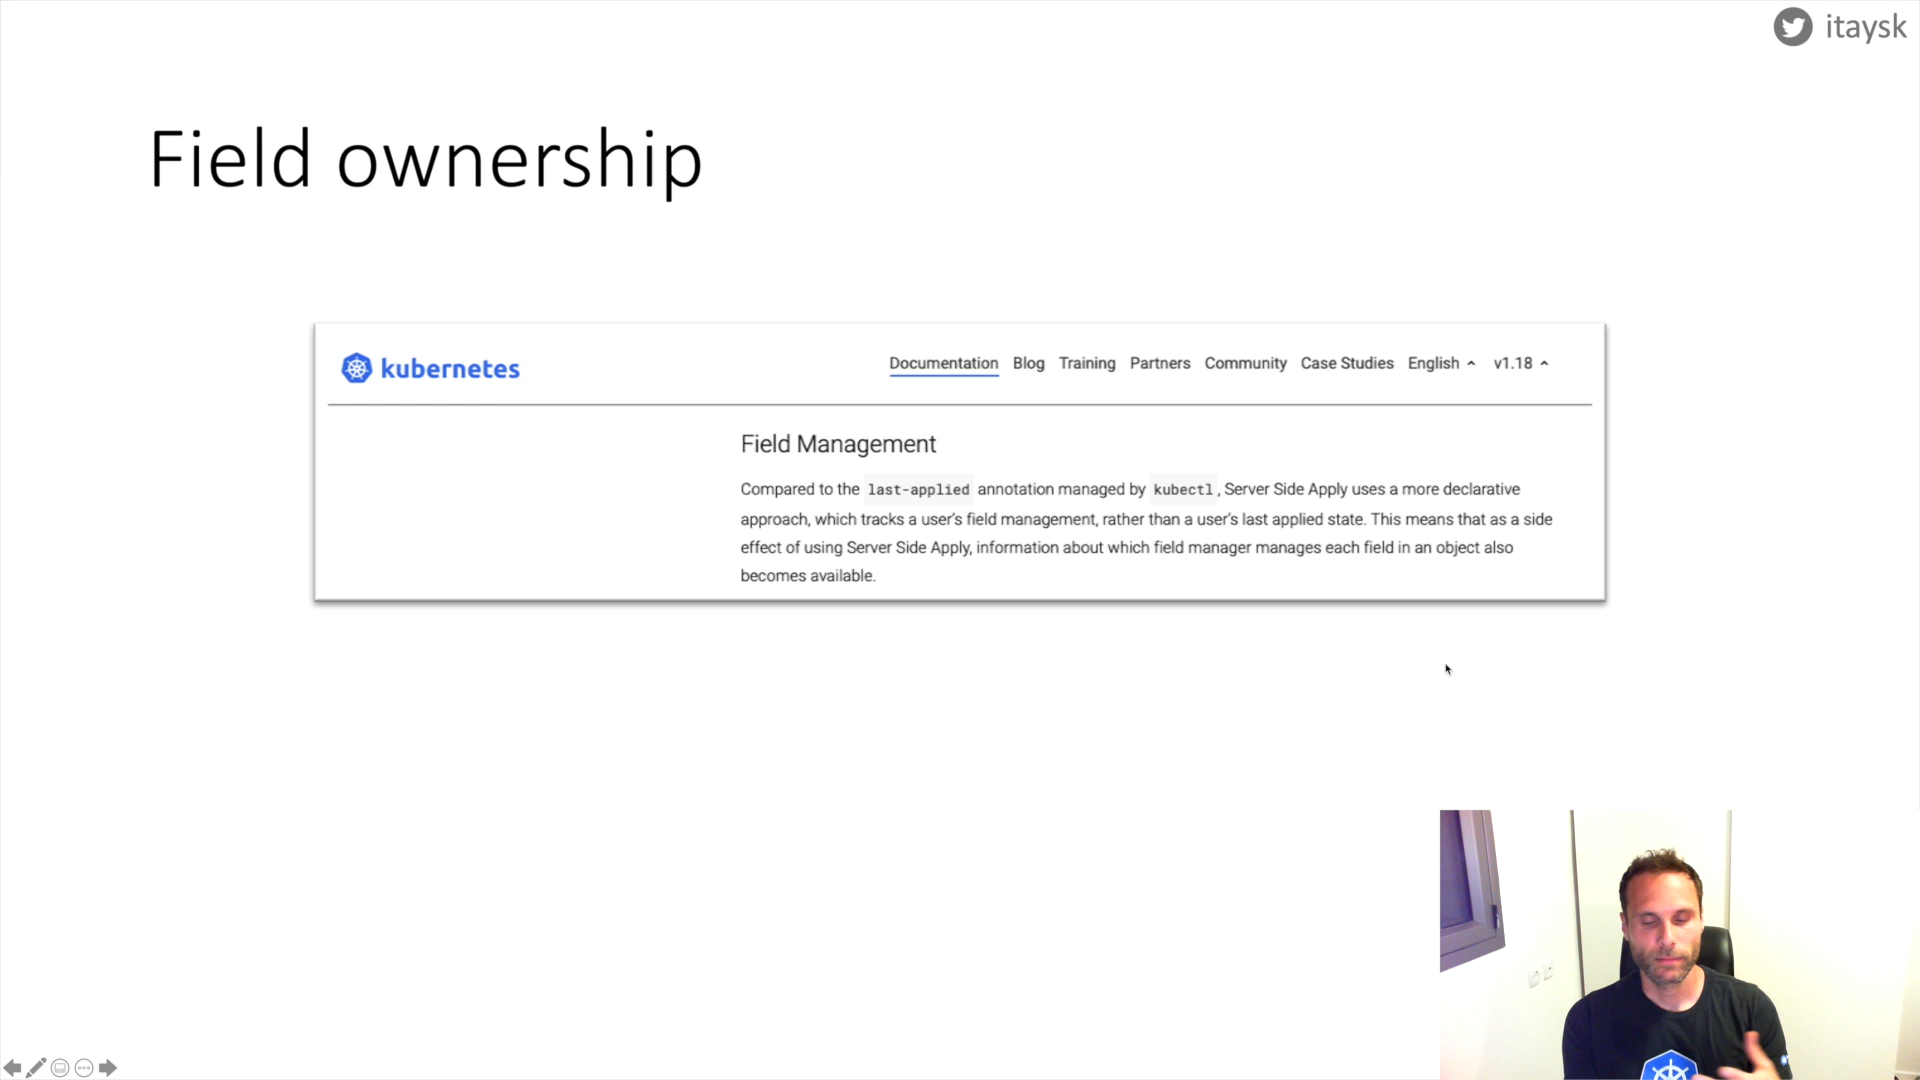 itaysk
Field ownership
kubernetes
Documentation Blog Training Partners Community Case Studies English v1.18
Field Management
Compared to the last-applied annotation managed by kubectl, Server Side Apply uses a more declarative
approach, which tracks a user's field management, rather than a user's last applied state. This means that as a side
effect of using Server Side Apply, information about which field manager manages each field in an object also
becomes available.